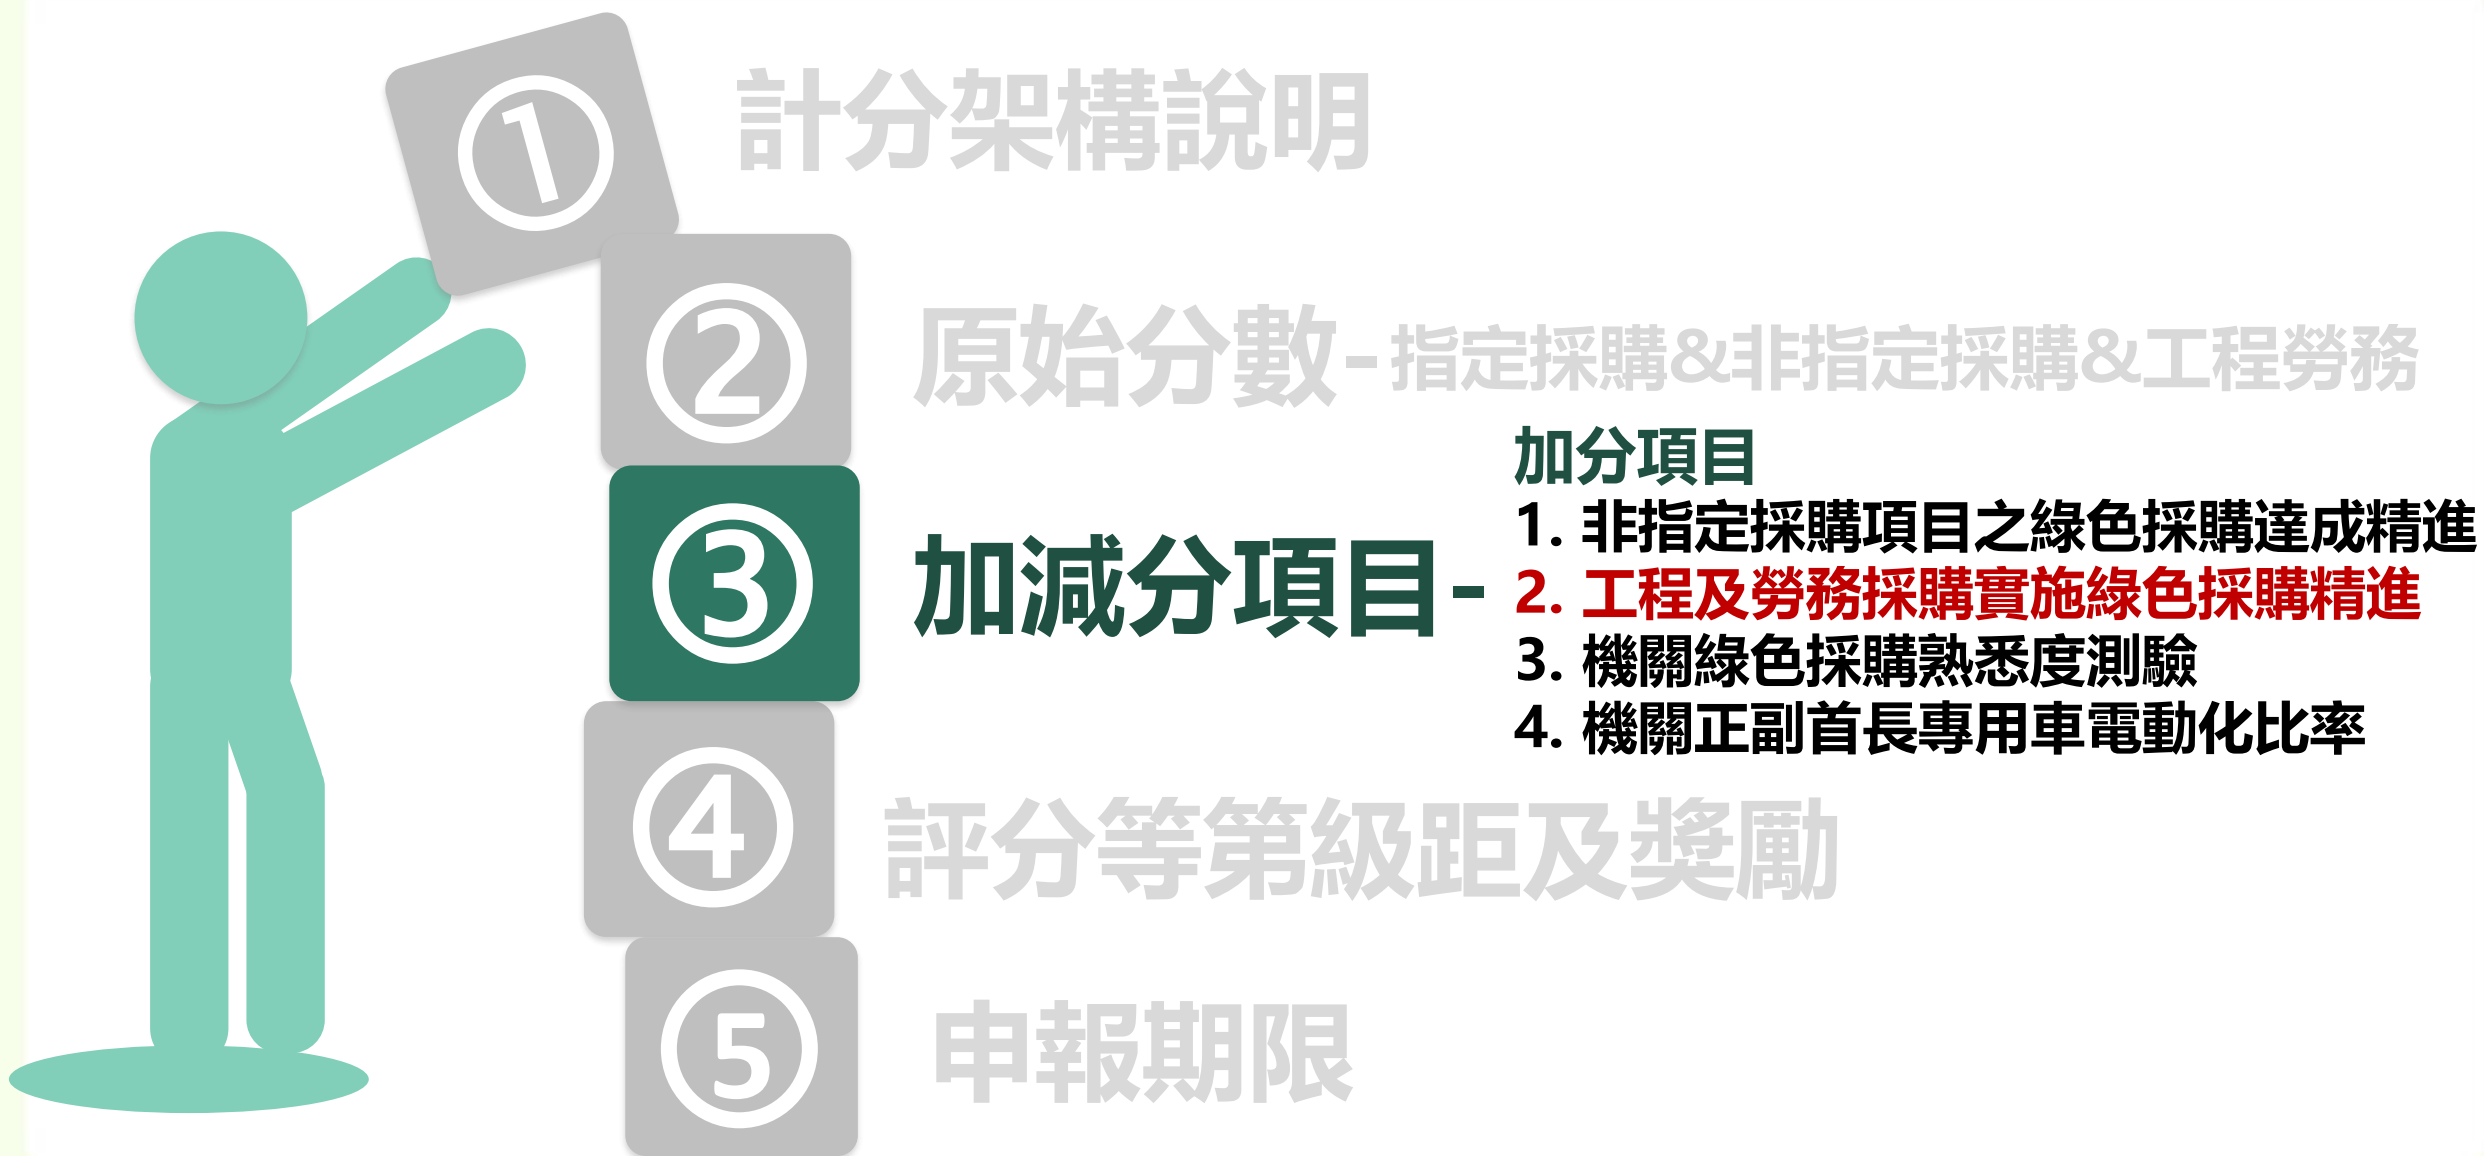 ① 計分架構說明
② 原始分數-指定採購&非指定採購&工程勞務
③ 加減分項目-
加分項目
1. 非指定採購項目之綠色採購達成精進
2. 工程及勞務採購實施綠色採購精進
3. 機關綠色採購熟悉度測驗
4. 機關正副首長專用車電動化比率
④ 評分等第級距及獎勵
⑤ 申報期限